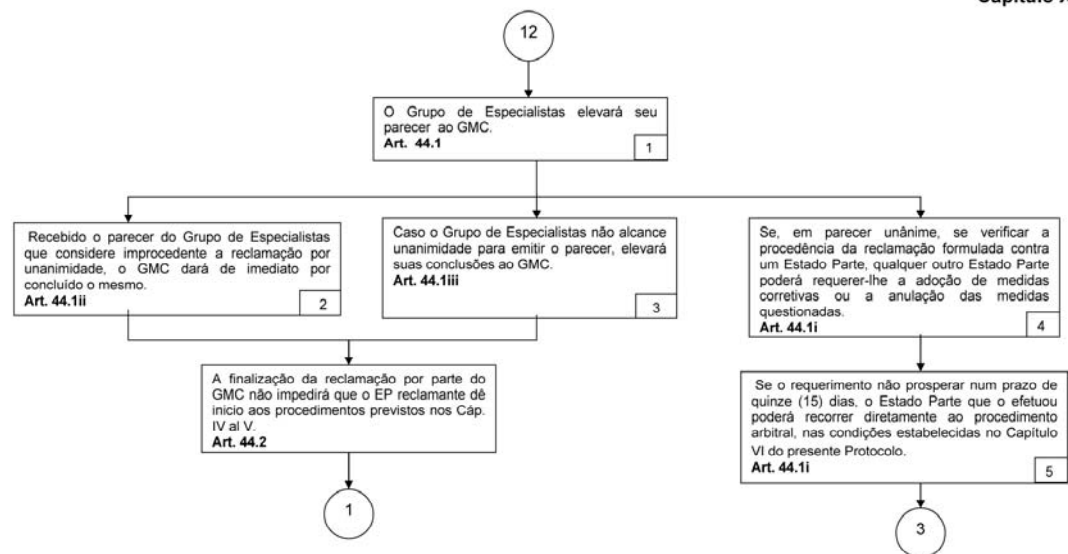 Capítulo
12
O Grupo de Especialistas elevará seu
parecer ao GMC.
Art. 44.1
1
Recebido o parecer do Grupo de Especialistas
que considere improcedente a reclamação por
unanimidade, o GMC dará de imediato por
concluído o mesmo.
Art. 44.1ii
2
Caso o Grupo de Especialistas não alcance
unanimidade para emitir o parecer, elevará
suas conclusões ao GMC.
Art. 44.1iii
3
Se, em parecer unânime, se verificar a
procedência da reclamação formulada contra
um Estado Parte, qualquer outro Estado Parte
poderá requerer-lhe a adoção de medidas
corretivas ou a anulação das medidas
questionadas.
Art. 44.1i
4
A finalização da reclamação por parte do
GMC não impedirá que o EP reclamante dê
início aos procedimentos previstos nos Cáp.
IV al V.
Art. 44.2
Se o requerimento não prosperar num prazo de
quinze (15) dias, o Estado Parte que o efetuou
poderá recorrer diretamente ao procedimento
arbitral, nas condições estabelecidas no Capítulo
VI do presente Protocolo.
Art. 44.1i
5
1
3